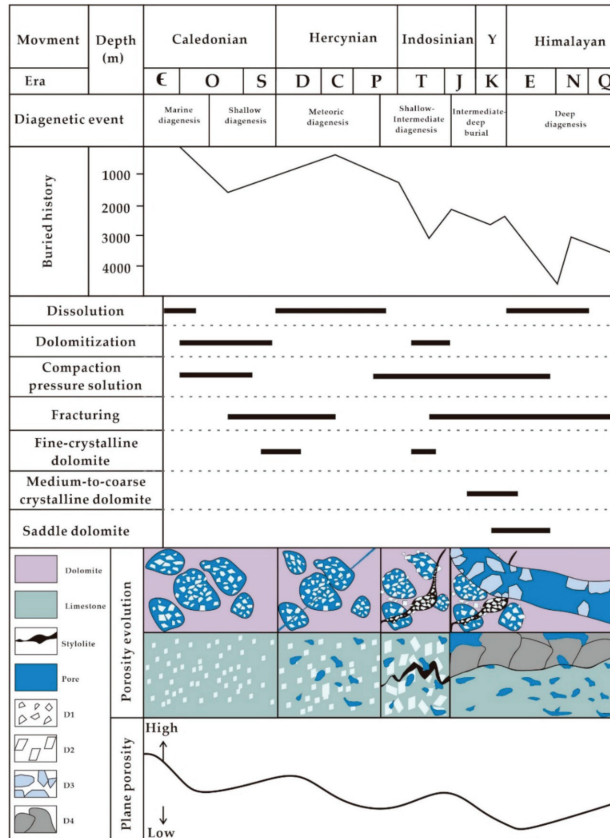 Movment
Depth
(m)
Caledonian
Hercynian
Indosinian
Y
Himalayan
Era
Є
O
S
D
C
P
T
J
K
E
N
Q
Diagenetic event
Marine
diagenesis
Shallow
diagenesis
Meteoric
diagenesis
Shallow-
Intermediate
diagenesis
Intermediate-
deep
burial
Deep
diagenesis
Buried history
1000
2000
3000
4000
Dissolution
Dolomitization
Compaction
pressure solution
Fracturing
Fine-crystalline
dolomite
Medium-to-coarse
crystalline dolomite
Saddle dolomite
Dolomite
Limestone
Stylolite
Pore
D1
D2
D3
D4
Porosity evolution
Plane porosity
High
Low